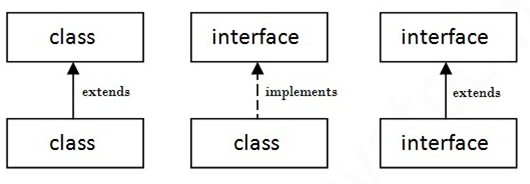 class interface interface
extends implements extends
class class interface